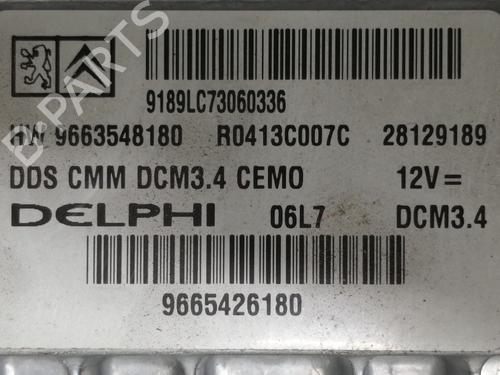 9189LC73060336
HW 9663548180 R0413C007C 28129189
DDS CMM DCM3.4 CEMO 12V=
DELPHI 06L7 DCM3.4
9665426180
B-PARTS